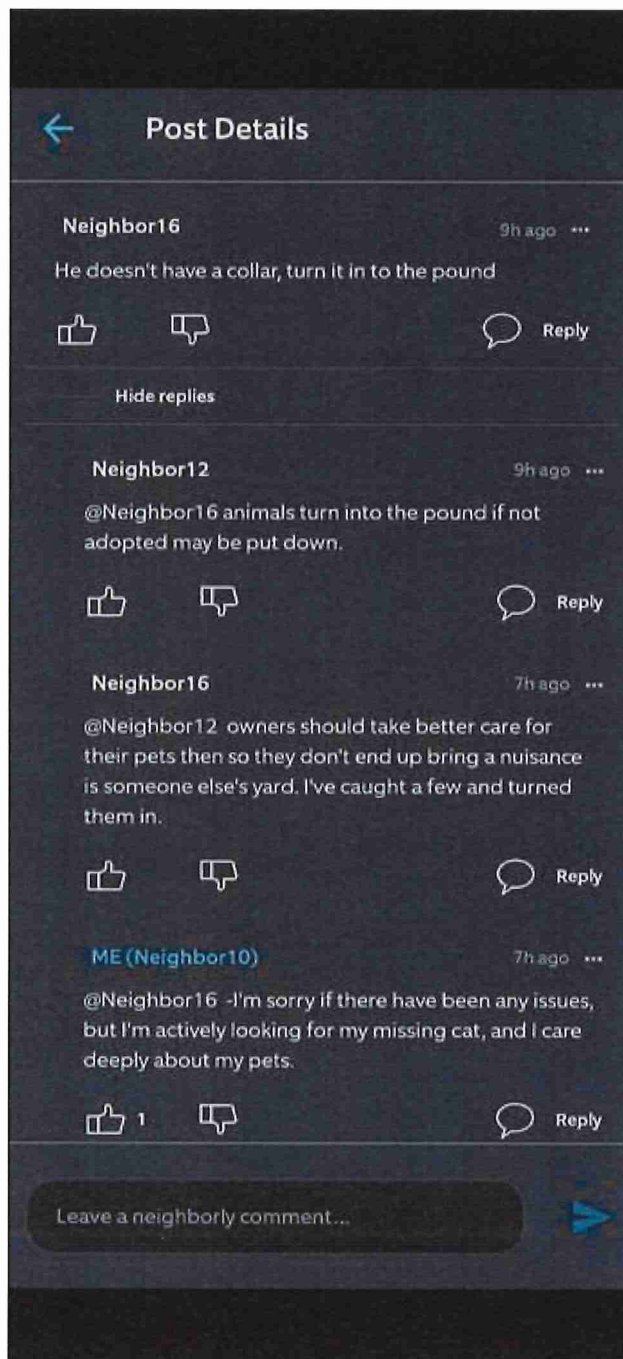 Post Details
Neighbor16
9h ago ...
He doesn't have a collar, turn it in to the pound
Reply
Hide replies
Neighbor12
9h ago ...
@Neighbor16 animals turn into the pound if not
adopted may be put down.
Reply
Neighbor16
7h ago ...
@Neighbor12 owners should take better care for
their pets then so they don't end up bring a nuisance
is someone else's yard. I've caught a few and turned
them in.
Reply
ME (Neighbor10)
7h ago ...
@Neighbor16 -I'm sorry if there have been any issues,
but I'm actively looking for my missing cat, and I care
deeply about my pets.
1
Reply
Leave a neighborly comment...